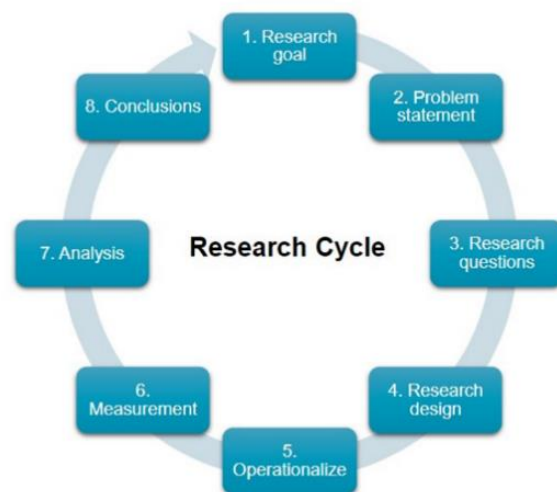 1. Research
goal
2. Problem
statement
3. Research
questions
4. Research
design
5.
Operationalize
6.
Measurement
7. Analysis
8. Conclusions
Research Cycle